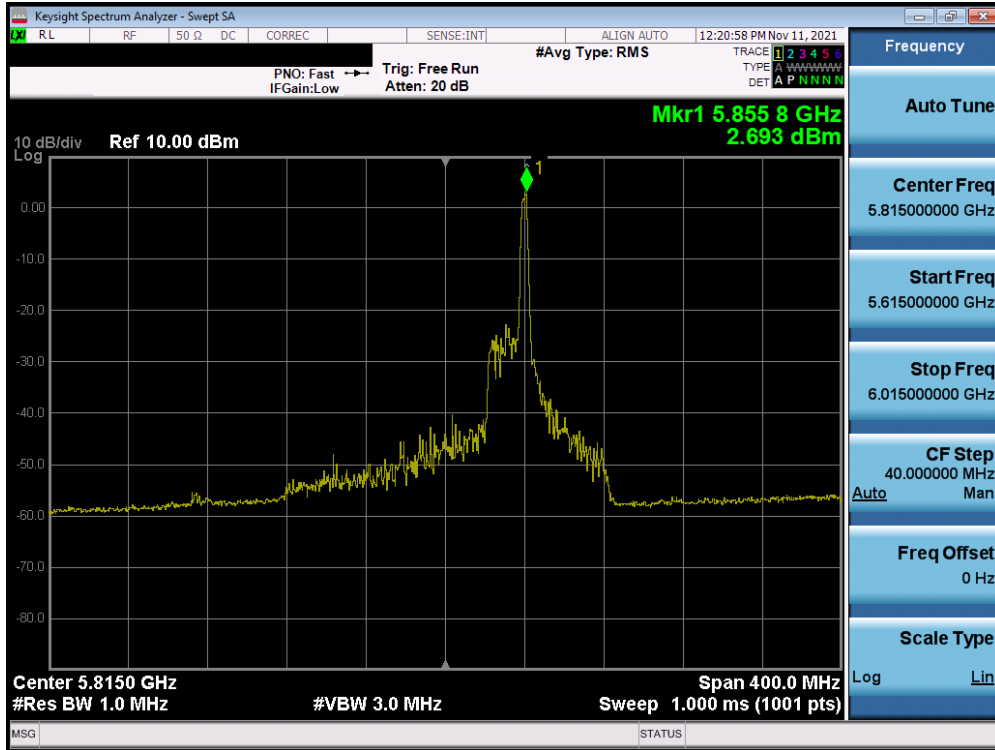 Keysight Spectrum Analyzer - Swept SA
LXI RL RF 50 Ω DC CORREC SENSE:INT ALIGN AUTO 12:20:58 PM Nov 11, 2021
#Avg Type: RMS TRACE 1 2 3 4 5 6
PNO: Fast Trig: Free Run TYPE A WWWWW
IFGain:Low Atten: 20 dB DET A P N N N N
Mkr1 5.855 8 GHz
2.693 dBm
10 dB/div Ref 10.00 dBm
Log
1
0.00
-10.0
-20.0
-30.0
-40.0
-50.0
-60.0
-70.0
-80.0
Center 5.8150 GHz Span 400.0 MHz
#Res BW 1.0 MHz #VBW 3.0 MHz Sweep 1.000 ms (1001 pts)
MSG STATUS
Frequency
Auto Tune
Center Freq
5.815000000 GHz
Start Freq
5.615000000 GHz
Stop Freq
6.015000000 GHz
CF Step
40.000000 MHz
Auto Man
Freq Offset
0 Hz
Scale Type
Log Lin